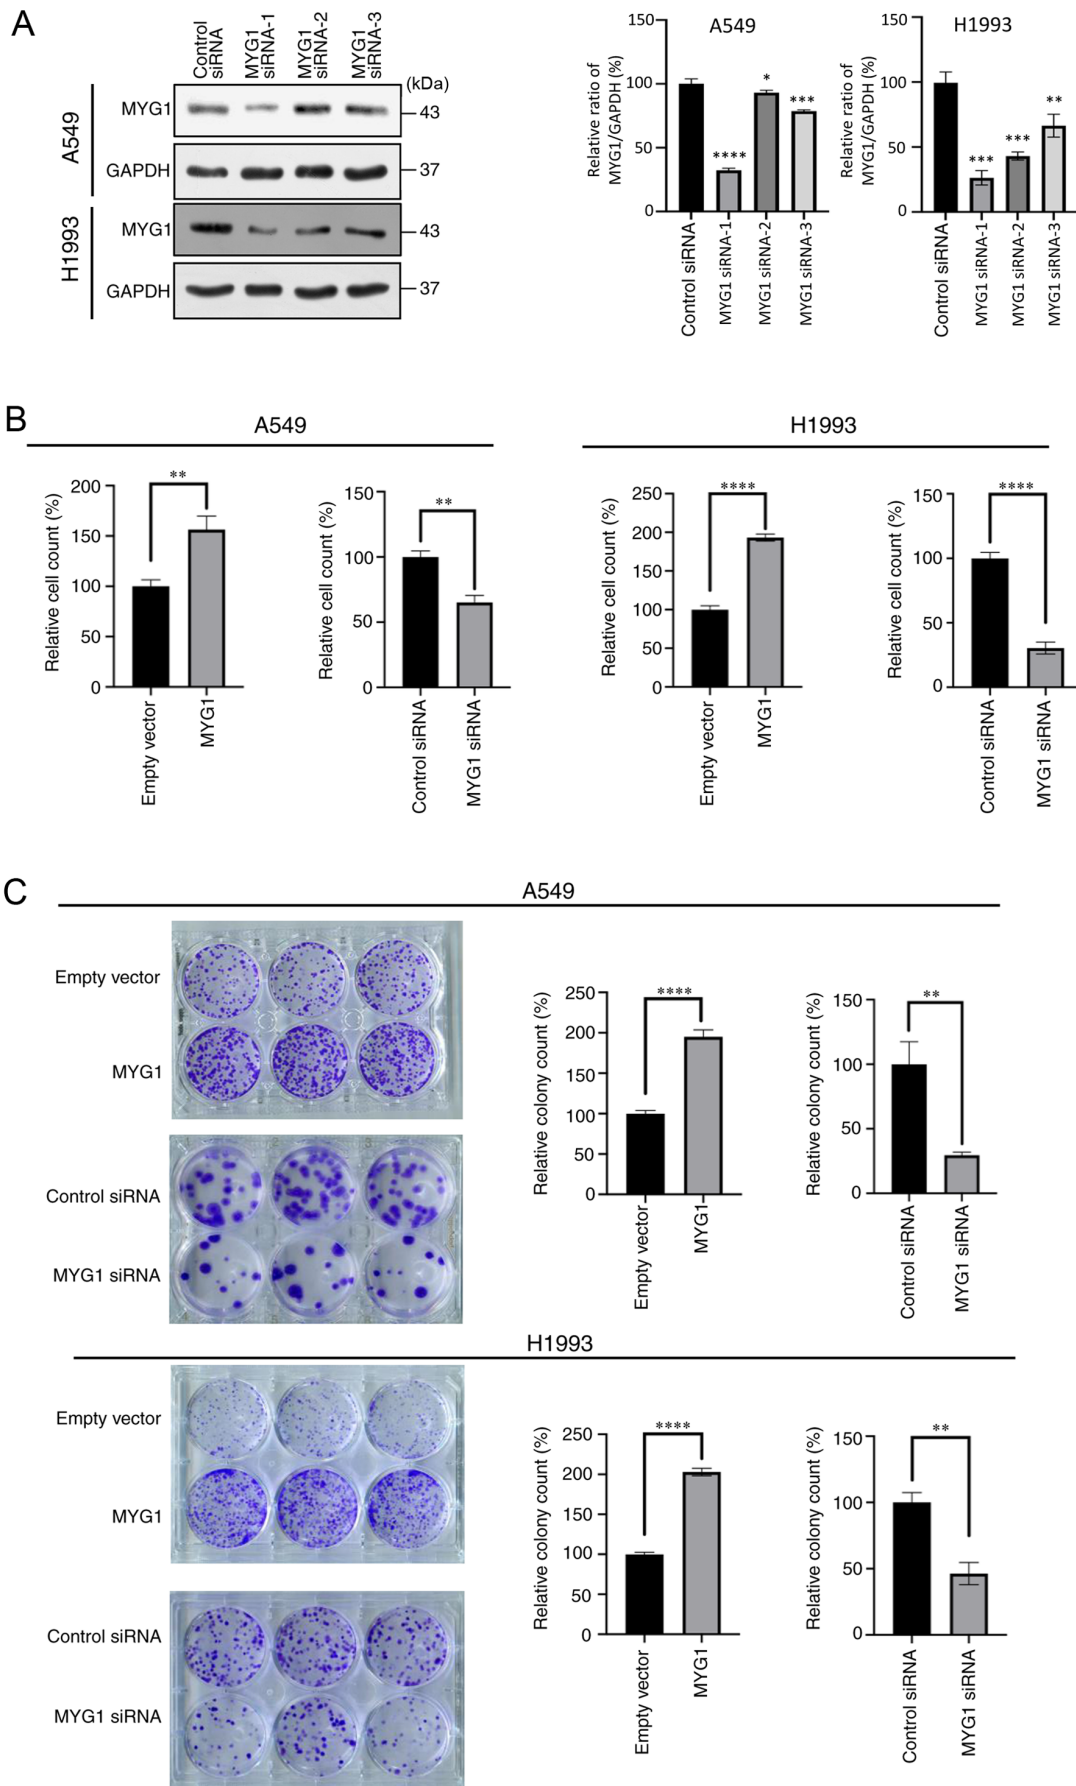 A
Control
siRNA
MYG1
siRNA-1
MYG1
siRNA-2
MYG1
siRNA-3
(kDa)
A549
MYG1
43
GAPDH
37
H1993
MYG1
43
GAPDH
37
A549
Relative ratio of
MYG1/GAPDH (%)
150
100
50
0
****
*
***
Control siRNA
MYG1 siRNA-1
MYG1 siRNA-2
MYG1 siRNA-3
H1993
Relative ratio of
MYG1/GAPDH (%)
150
100
50
0
***
***
**
Control siRNA
MYG1 siRNA-1
MYG1 siRNA-2
MYG1 siRNA-3
B
A549
Relative cell count (%)
200
150
100
50
0
**
Empty vector
MYG1
Relative cell count (%)
150
100
50
0
**
Control siRNA
MYG1 siRNA
H1993
Relative cell count (%)
250
200
150
100
50
0
****
Empty vector
MYG1
Relative cell count (%)
150
100
50
0
****
Control siRNA
MYG1 siRNA
C
A549
Empty vector
MYG1
Control siRNA
MYG1 siRNA
Relative colony count (%)
250
200
150
100
50
0
****
Empty vector
MYG1
Relative colony count (%)
150
100
50
0
**
Control siRNA
MYG1 siRNA
H1993
Empty vector
MYG1
Control siRNA
MYG1 siRNA
Relative colony count (%)
250
200
150
100
50
0
****
Empty vector
MYG1
Relative colony count (%)
150
100
50
0
**
Control siRNA
MYG1 siRNA